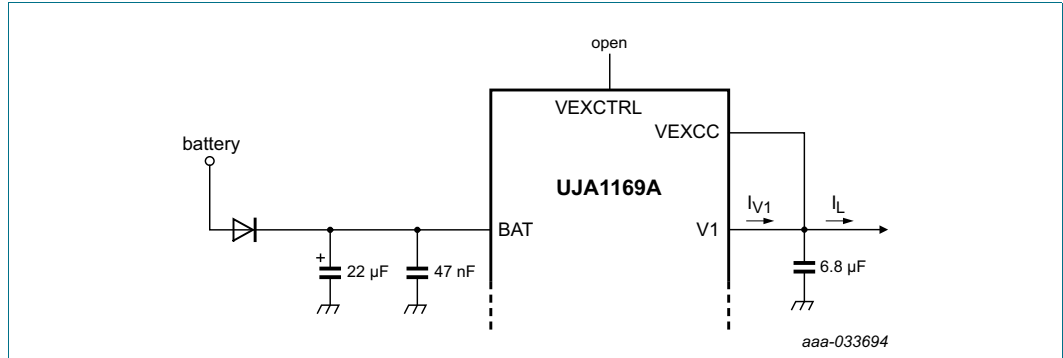 open
VEXCTRL
VEXCC
battery
UJA1169A
IV1
IL
BAT
V1
+
22 µF
47 nF
6.8 µF
aaa-033694